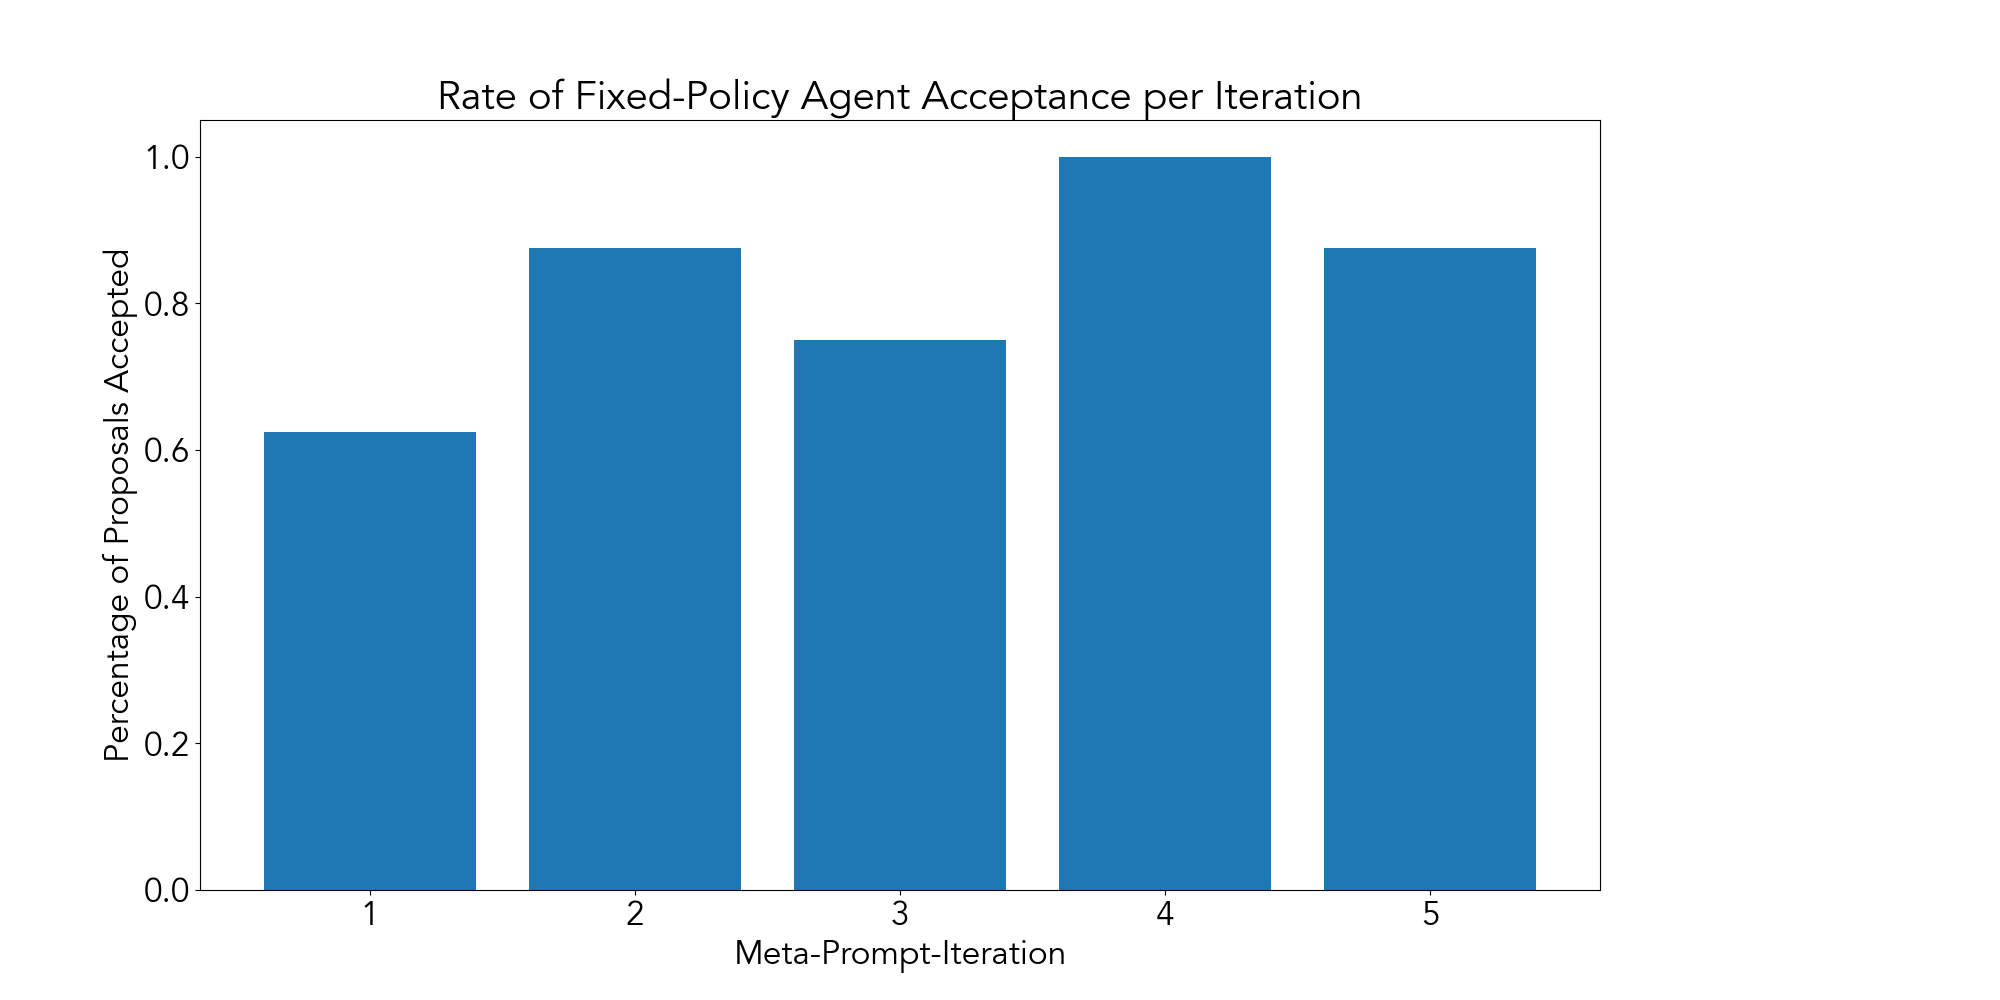 Rate of Fixed-Policy Agent Acceptance per Iteration
Percentage of Proposals Accepted
1.0
0.8
0.6
0.4
0.2
0.0
1 2 3 4 5
Meta-Prompt-Iteration